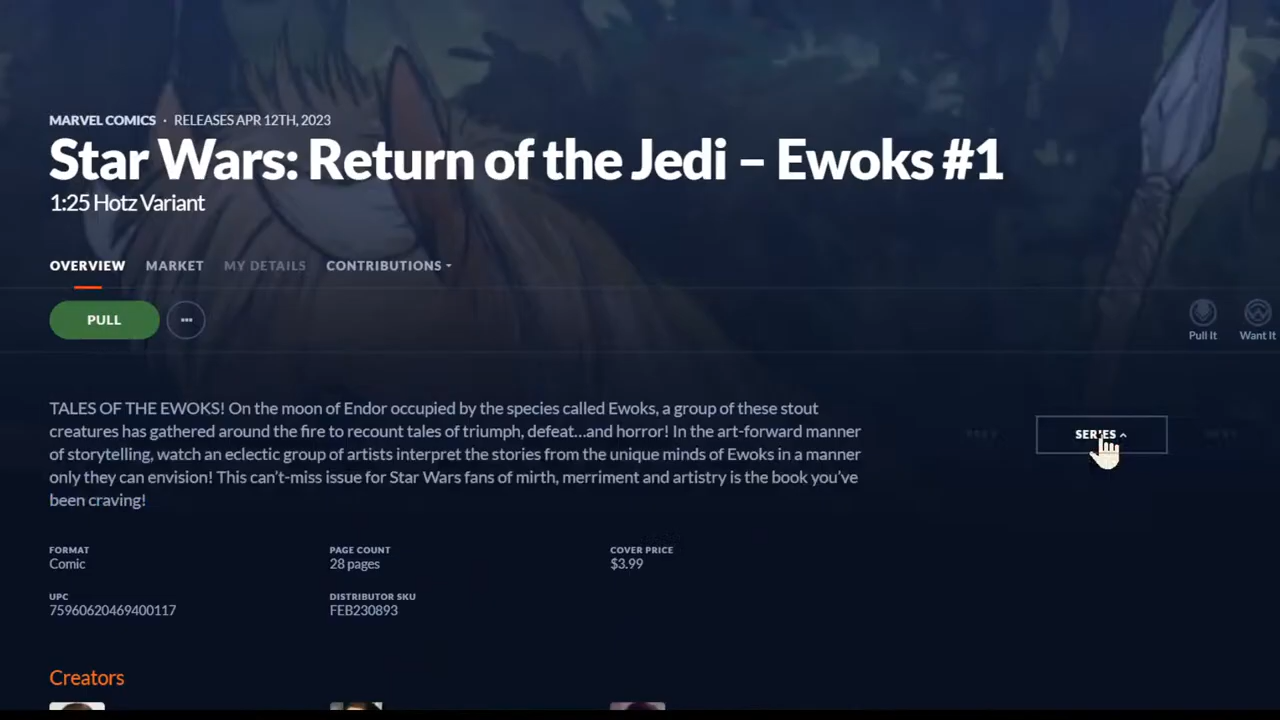 MARVEL COMICS · RELEASES APR 12TH, 2023
Star Wars: Return of the Jedi – Ewoks #1
1:25 Hotz Variant
OVERVIEW MARKET MY DETAILS CONTRIBUTIONS
PULL ...
Pull It Want It
TALES OF THE EWOKS! On the moon of Endor occupied by the species called Ewoks, a group of these stout
creatures has gathered around the fire to recount tales of triumph, defeat…and horror! In the art-forward manner
of storytelling, watch an eclectic group of artists interpret the stories from the unique minds of Ewoks in a manner
only they can envision! This can't-miss issue for Star Wars fans of mirth, merriment and artistry is the book you've
been craving!
PREV SERIES NEXT
FORMAT PAGE COUNT COVER PRICE
Comic 28 pages $3.99
UPC DISTRIBUTOR SKU
75960620469400117 FEB230893
Creators